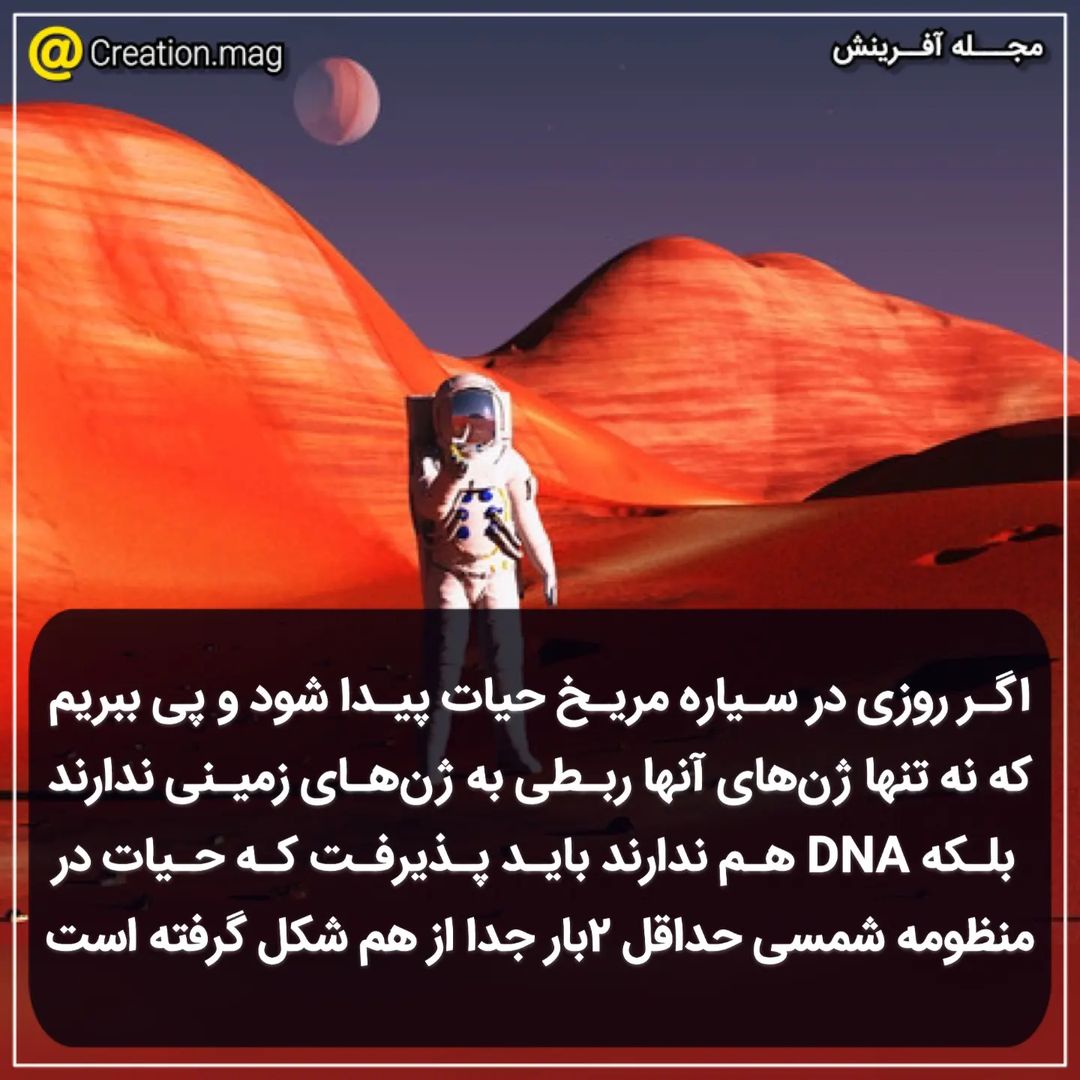 @Creation.mag
مجله آفرینش
اگر روزی در سیاره مریخ حیات پیدا شود و پی ببریم
که نه تنها ژن‌های آنها ربطی به ژن‌های زمینی ندارند
بلکه DNA هم ندارند باید پذیرفت که حیات در
منظومه شمسی حداقل ۲بار جدا از هم شکل گرفته است